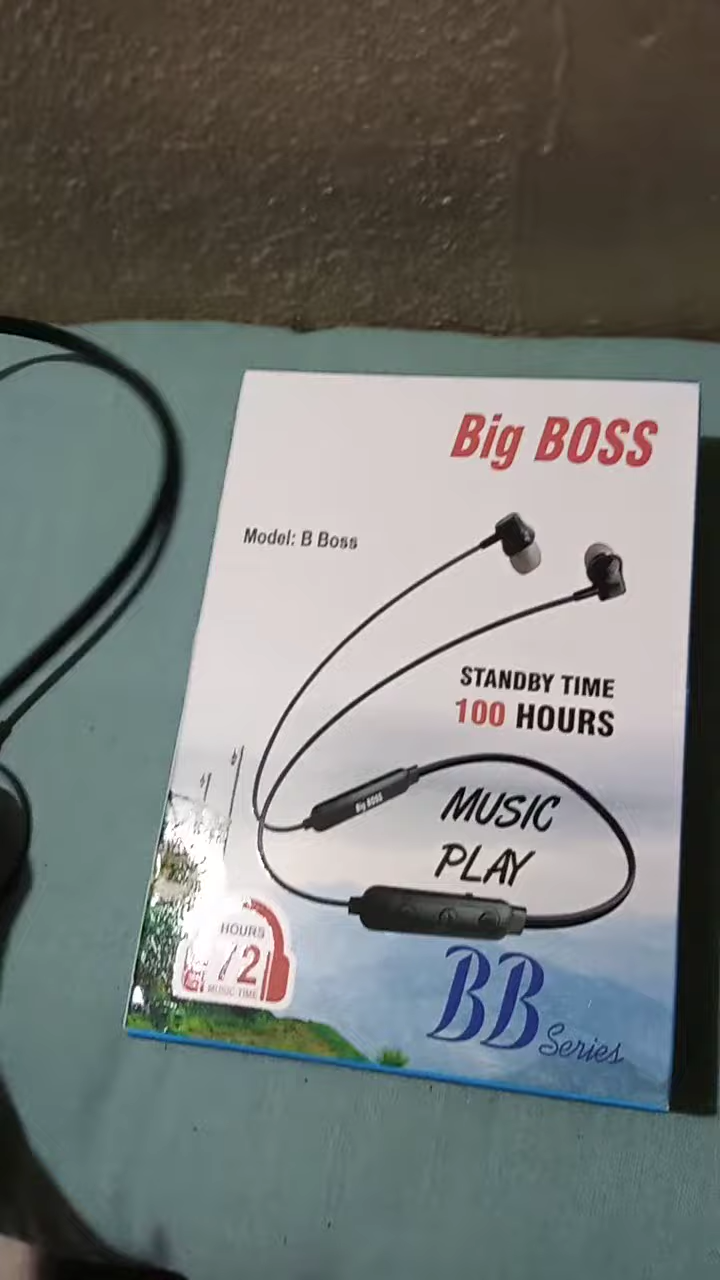 Big BOSS
Model: B Boss
STANDBY TIME
100 HOURS
Big BOSS
MUSIC
PLAY
HOURS
72
MUSIC TIME
BB Series